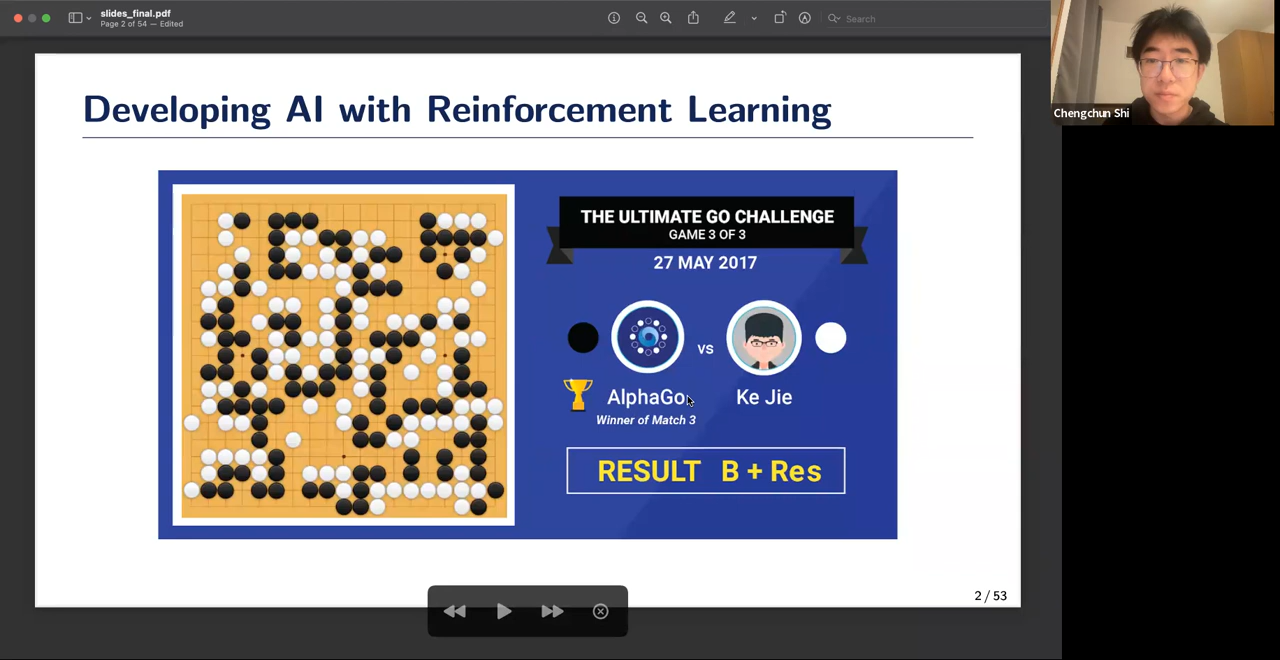 slides_final.pdf
Page 2 of 54 — Edited
Search
Chengchun Shi
Developing AI with Reinforcement Learning
THE ULTIMATE GO CHALLENGE
GAME 3 OF 3
27 MAY 2017
VS
AlphaGo
Ke Jie
Winner of Match 3
RESULT B + Res
2 / 53